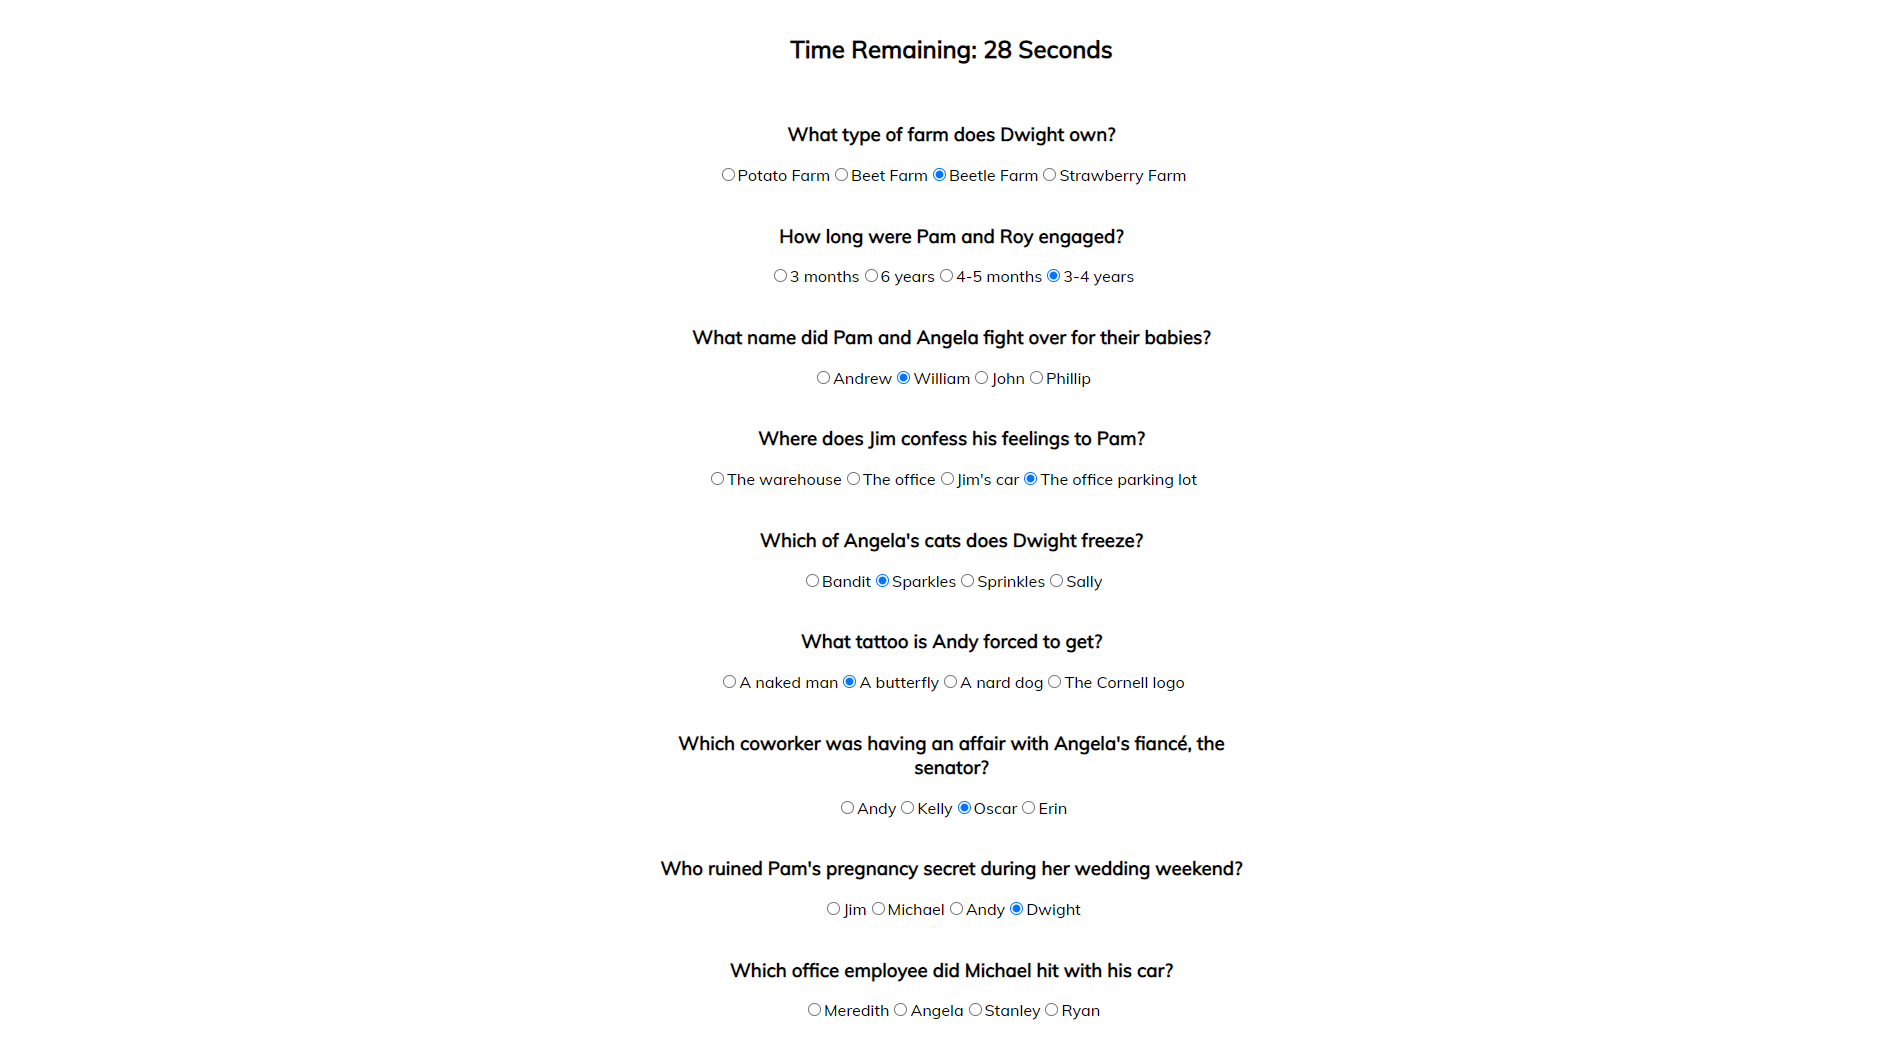 Time Remaining: 28 Seconds
What type of farm does Dwight own?
Potato Farm Beet Farm Beetle Farm Strawberry Farm
How long were Pam and Roy engaged?
3 months 6 years 4-5 months 3-4 years
What name did Pam and Angela fight over for their babies?
Andrew William John Phillip
Where does Jim confess his feelings to Pam?
The warehouse The office Jim's car The office parking lot
Which of Angela's cats does Dwight freeze?
Bandit Sparkles Sprinkles Sally
What tattoo is Andy forced to get?
A naked man A butterfly A nard dog The Cornell logo
Which coworker was having an affair with Angela's fiancé, the
senator?
Andy Kelly Oscar Erin
Who ruined Pam's pregnancy secret during her wedding weekend?
Jim Michael Andy Dwight
Which office employee did Michael hit with his car?
Meredith Angela Stanley Ryan